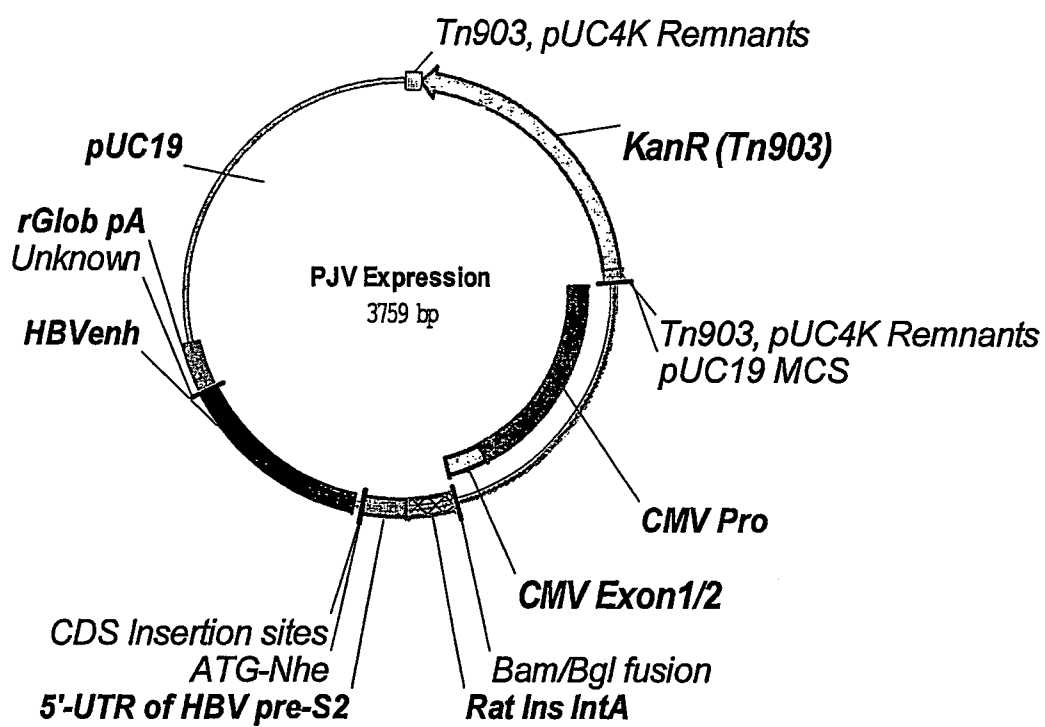 Tn903, pUC4K Remnants
KanR (Tn903)
pUC19
rGlob pA
Unknown
HBVenh
PJV Expression
3759 bp
Tn903, pUC4K Remnants
pUC19 MCS
CMV Pro
CMV Exon1/2
CDS Insertion sites
ATG-Nhe
5'-UTR of HBV pre-S2
Bam/Bgl fusion
Rat Ins IntA